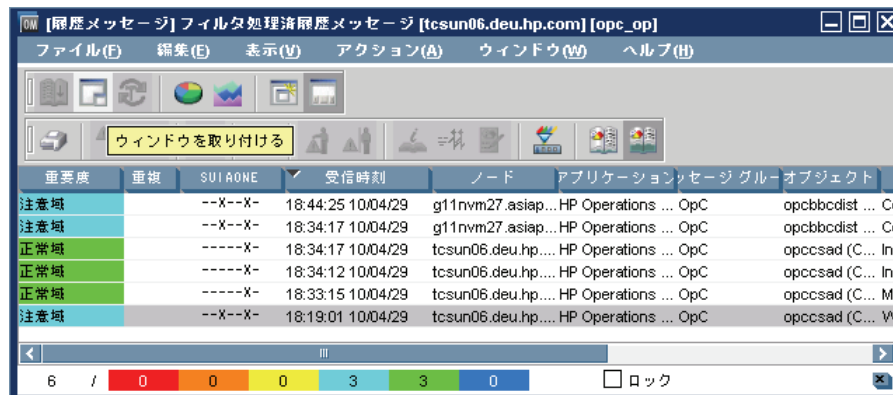 [履歴メッセージ] フィルタ処理済履歴メッセージ [tcsun06.deu.hp.com] [opc_op]
ファイル(F) 編集(E) 表示(V) アクション(A) ウィンドウ(W) ヘルプ(H)
ウィンドウを取り付ける
重要度 重複 SUIAONE 受信時刻 ノード アプリケーション ッセージ グルー オブジェクト
注意域 --X--X- 18:44:25 10/04/29 g11nvm27.asiap... HP Operations ... OpC opcbbcdist ...
注意域 --X--X- 18:34:17 10/04/29 g11nvm27.asiap... HP Operations ... OpC opcbbcdist ...
正常域 -----X- 18:34:17 10/04/29 tcsun06.deu.hp.... HP Operations ... OpC opccsad (C... In
正常域 -----X- 18:34:12 10/04/29 tcsun06.deu.hp.... HP Operations ... OpC opccsad (C... In
正常域 -----X- 18:33:15 10/04/29 tcsun06.deu.hp.... HP Operations ... OpC opccsad (C... M
注意域 --X--X- 18:19:01 10/04/29 tcsun06.deu.hp.... HP Operations ... OpC opccsad (C...
6 / 0 0 0 3 3 0 ロック